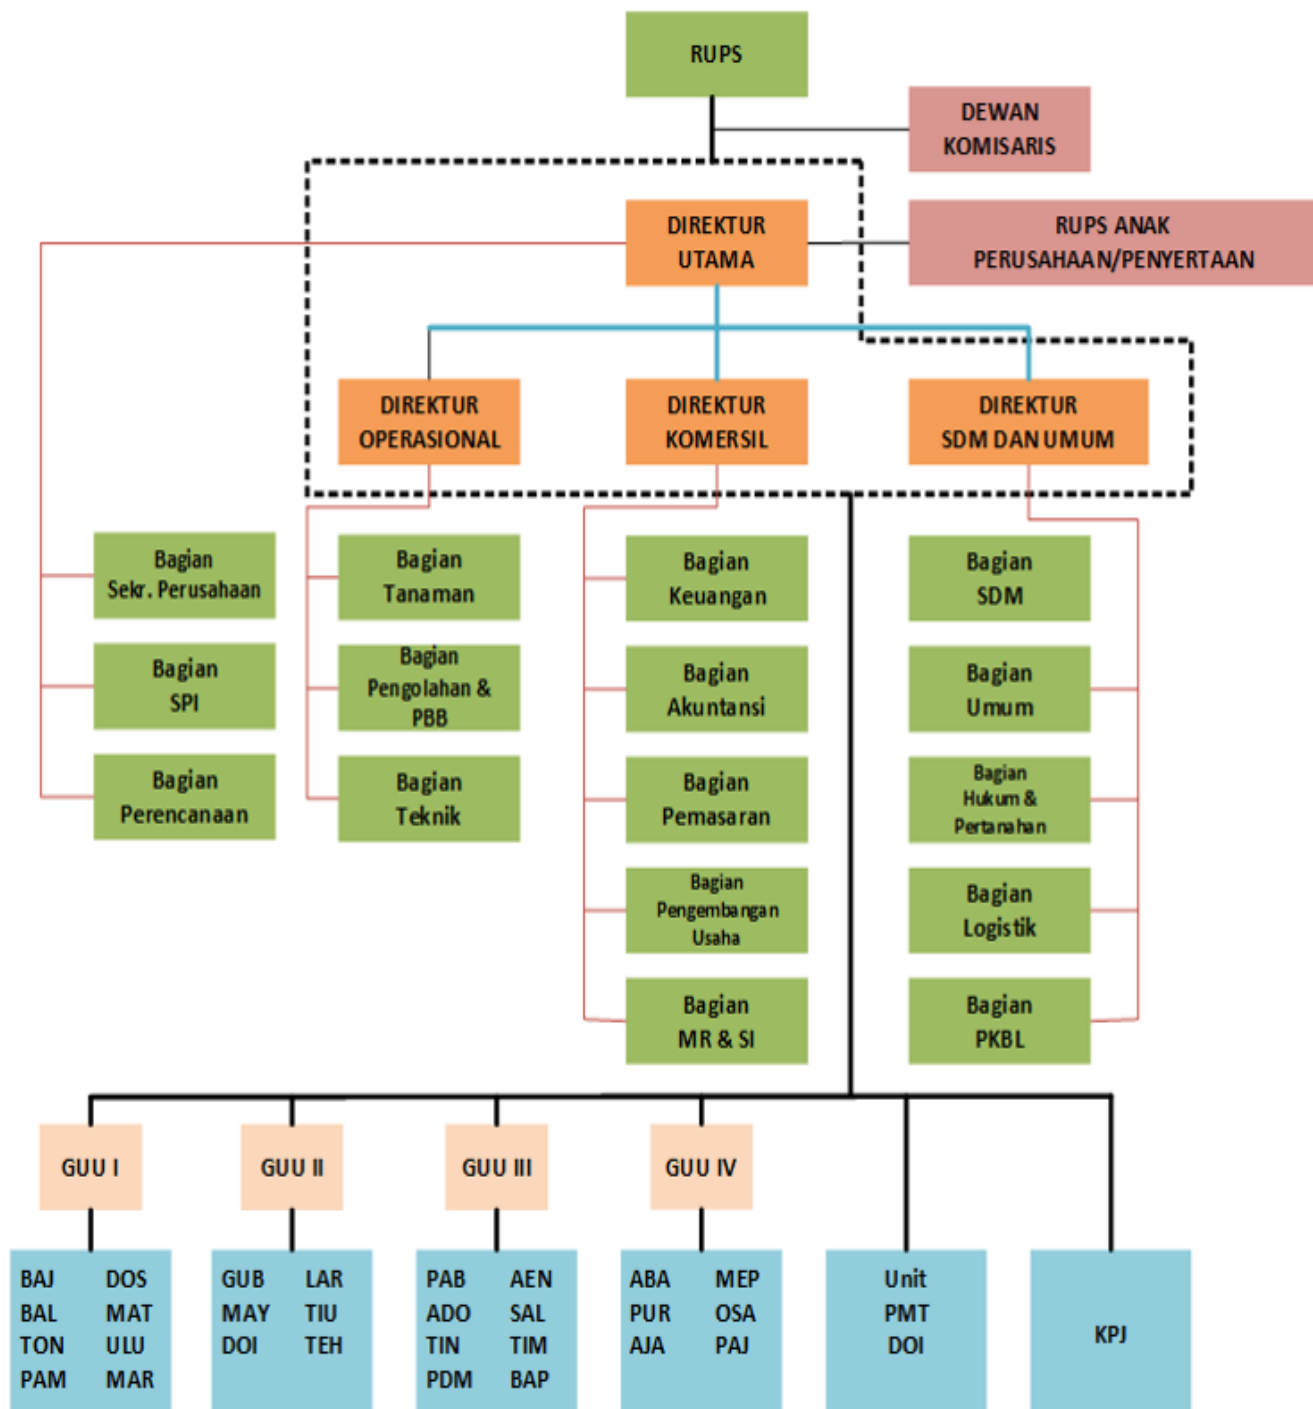 RUPS
DEWAN
KOMISARIS
DIREKTUR
UTAMA
RUPS ANAK
PERUSAHAAN/PENYERTAAN
DIREKTUR
OPERASIONAL
DIREKTUR
KOMERSIL
DIREKTUR
SDM DAN UMUM
Bagian
Sekr. Perusahaan
Bagian
SPI
Bagian
Perencanaan
Bagian
Tanaman
Bagian
Pengolahan &
PBB
Bagian
Teknik
Bagian
Keuangan
Bagian
Akuntansi
Bagian
Pemasaran
Bagian
Pengembangan
Usaha
Bagian
MR & SI
Bagian
SDM
Bagian
Umum
Bagian
Hukum &
Pertanahan
Bagian
Logistik
Bagian
PKBL
GUU I
GUU II
GUU III
GUU IV
BAJ DOS
BAL MAT
TON ULU
PAM MAR
GUB LAR
MAY TIU
DOI TEH
PAB AEN
ADO SAL
TIN TIM
PDM BAP
ABA MEP
PUR OSA
AJA PAJ
Unit
PMT
DOI
KPJ